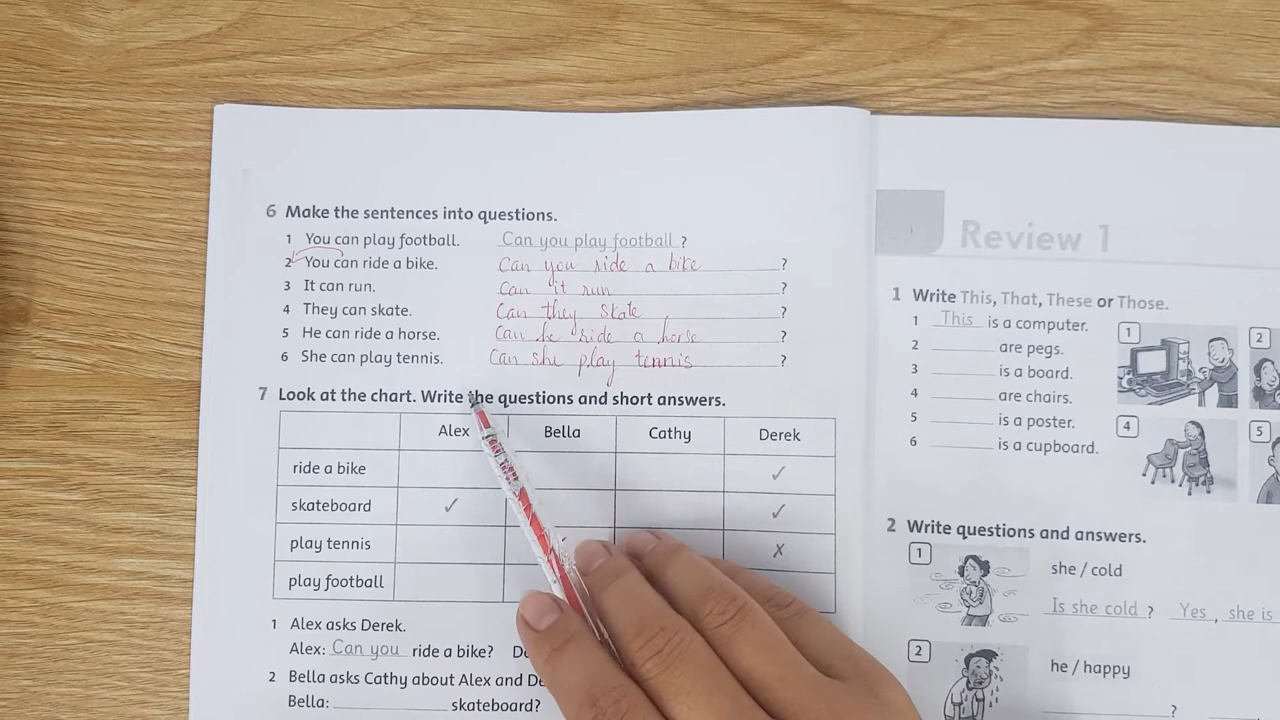 6 Make the sentences into questions.
1 You can play football. Can you play football ?
2 You can ride a bike. Can you ride a bike ?
3 It can run. Can it run ?
4 They can skate. Can they skate ?
5 He can ride a horse. Can he ride a horse ?
6 She can play tennis. Can she play tennis ?
7 Look at the chart. Write the questions and short answers.
Alex Bella Cathy Derek
ride a bike ✓
skateboard ✓ ✓
play tennis ✗
play football
1 Alex asks Derek.
Alex: Can you ride a bike?
2 Bella asks Cathy about Alex and
Bella: ____________ skateboard?
Review 1
1 Write This, That, These or Those.
1 This is a computer.
2 ______ are pegs.
3 ______ is a board.
4 ______ are chairs.
5 ______ is a poster.
6 ______ is a cupboard.
1
2
4
5
2 Write questions and answers.
1
she / cold
Is she cold ? Yes, she is
2
he / happy
____________ ?